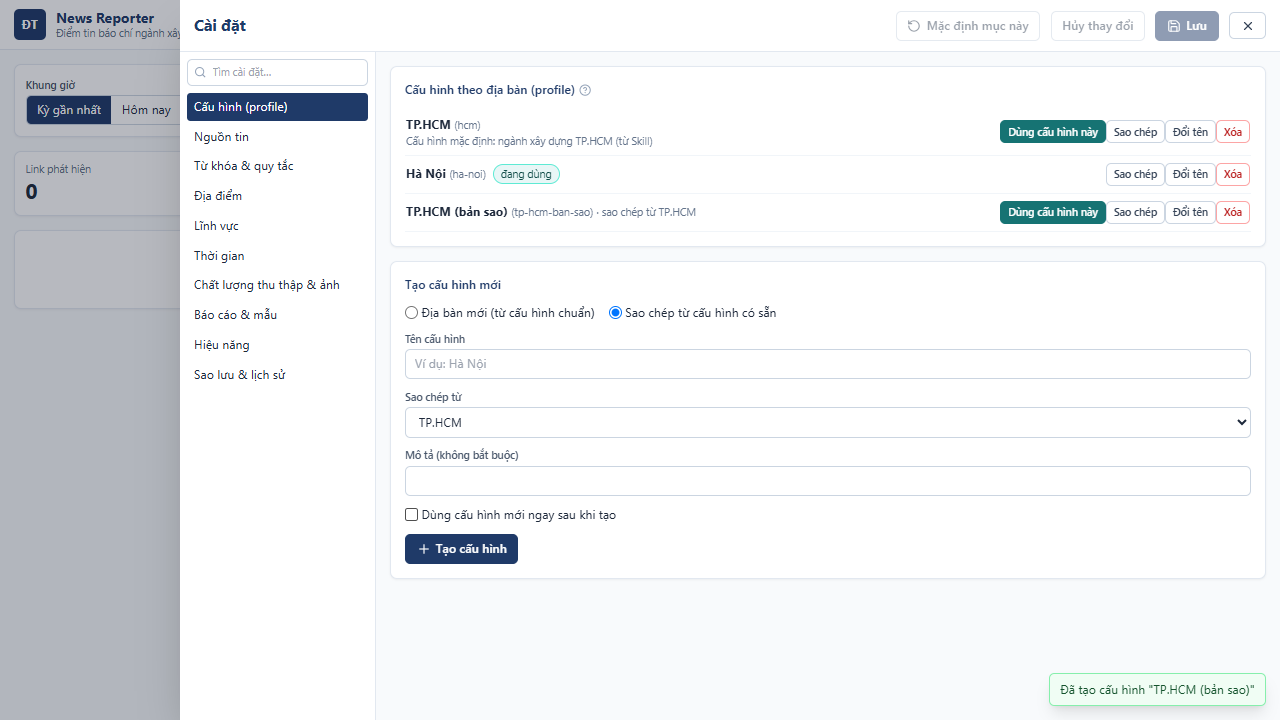 ĐT
News Reporter
Điểm tin báo chí ngành xây
Khung giờ
Kỳ gần nhất
Hôm nay
Link phát hiện
0
Cài đặt
Mặc định mục này
Hủy thay đổi
Lưu
Tìm cài đặt...
Cấu hình (profile)
Nguồn tin
Từ khóa & quy tắc
Địa điểm
Lĩnh vực
Thời gian
Chất lượng thu thập & ảnh
Báo cáo & mẫu
Hiệu năng
Sao lưu & lịch sử
Cấu hình theo địa bàn (profile)
TP.HCM (hcm)
Cấu hình mặc định: ngành xây dựng TP.HCM (từ Skill)
Dùng cấu hình này Sao chép Đổi tên Xóa
Hà Nội (ha-noi) đang dùng
Sao chép Đổi tên Xóa
TP.HCM (bản sao) (tp-hcm-ban-sao) · sao chép từ TP.HCM
Dùng cấu hình này Sao chép Đổi tên Xóa
Tạo cấu hình mới
Địa bàn mới (từ cấu hình chuẩn) Sao chép từ cấu hình có sẵn
Tên cấu hình
Ví dụ: Hà Nội
Sao chép từ
TP.HCM
Mô tả (không bắt buộc)
Dùng cấu hình mới ngay sau khi tạo
Tạo cấu hình
Đã tạo cấu hình "TP.HCM (bản sao)"